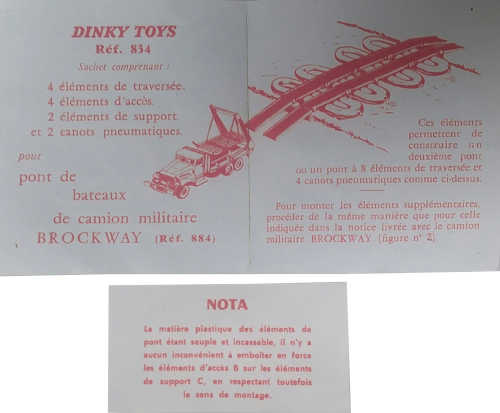 DINKY TOYS
Réf. 834
Sachet comprenant :
4 éléments de traversée.
4 éléments d'accès.
2 éléments de support
et 2 canots pneumatiques.
pour
pont de
bateaux
de camion militaire
BROCKWAY (Réf. 884)
Ces éléments
permettent de
construire un
deuxième pont
ou un pont à 8 éléments de traversée et
4 canots pneumatiques comme ci-dessus.
Pour monter les éléments supplémentaires,
procéder de la même manière que pour celle
indiquée dans la notice livrée avec le camion
militaire BROCKWAY (figure n° 2).
NOTA
La matière plastique des éléments de
pont étant souple et incassable, il n'y a
aucun inconvénient à emboîter en force
les éléments d'accès B sur les éléments
de support C, en respectant toutefois
le sens de montage.